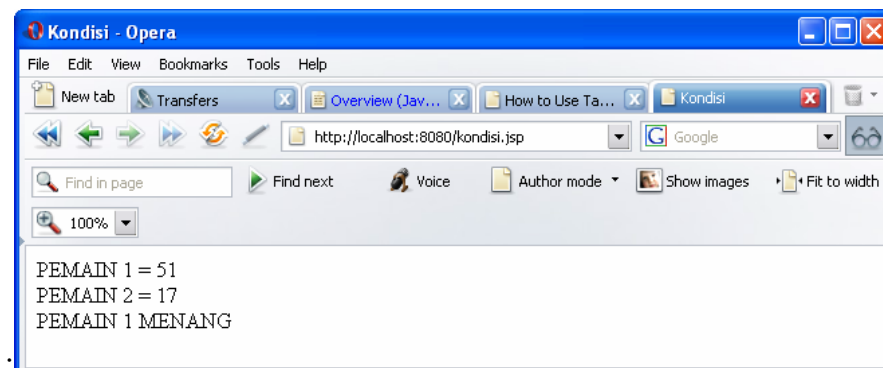 Kondisi - Opera
File Edit View Bookmarks Tools Help
New tab Transfers Overview (Jav... How to Use Ta... Kondisi
http://localhost:8080/kondisi.jsp G Google
Find in page Find next Voice Author mode Show images Fit to width
100%
PEMAIN 1 = 51
PEMAIN 2 = 17
PEMAIN 1 MENANG
.